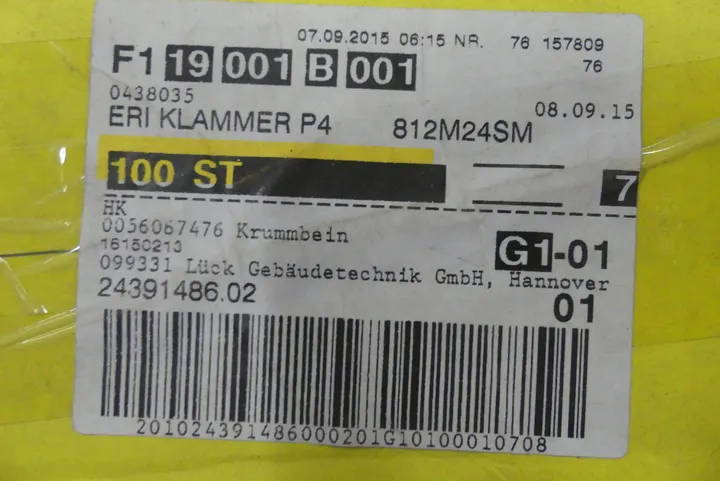 07.09.2015 06:15 NR. 76 157809
F1 19 001 B 001 76
0438035 08.09.15
ERI KLAMMER P4 812M24SM
100 ST 7
HK
0056067476 Krummbein
16150213 G1-01
099331 Lück Gebäudetechnik GmbH, Hannover
24391486.02 01
201024391486000201G10100010708